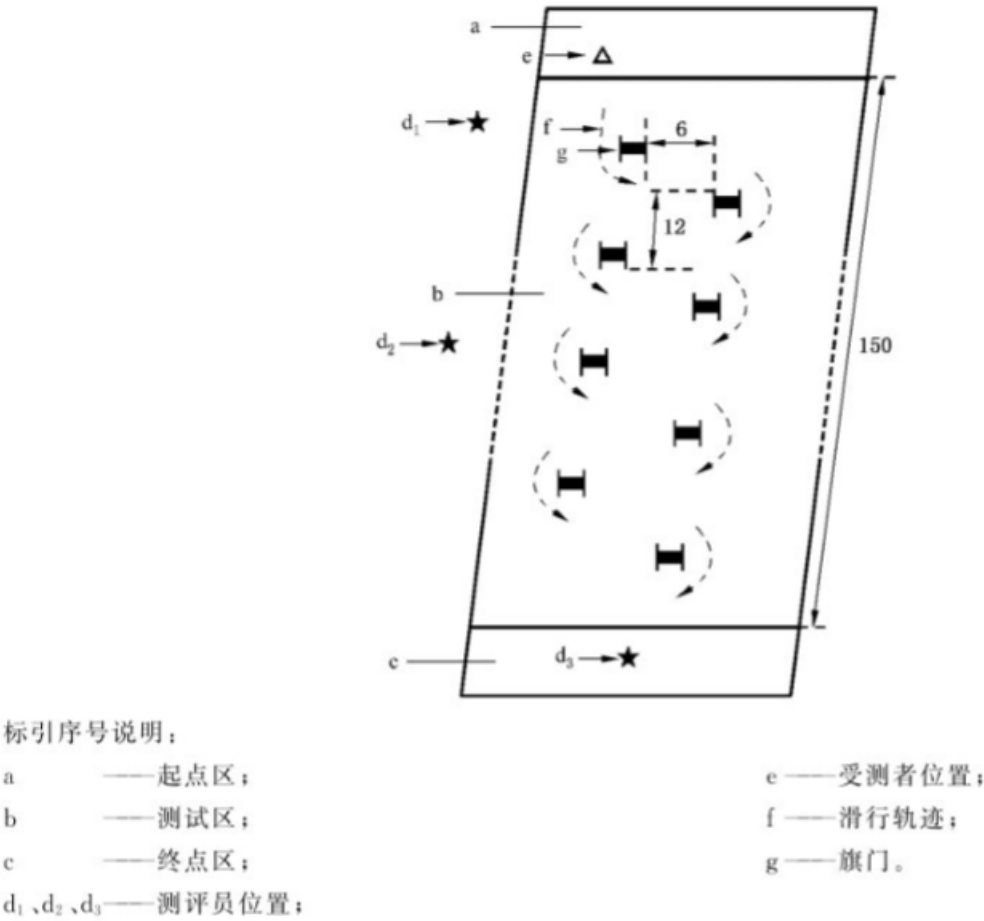 a
e
d₁
f
6
g
12
b
d₂
150
c
d₃
标引序号说明：
a ——起点区； e ——受测者位置；
b ——测试区； f ——滑行轨迹；
c ——终点区； g ——旗门。
d₁、d₂、d₃——测评员位置；